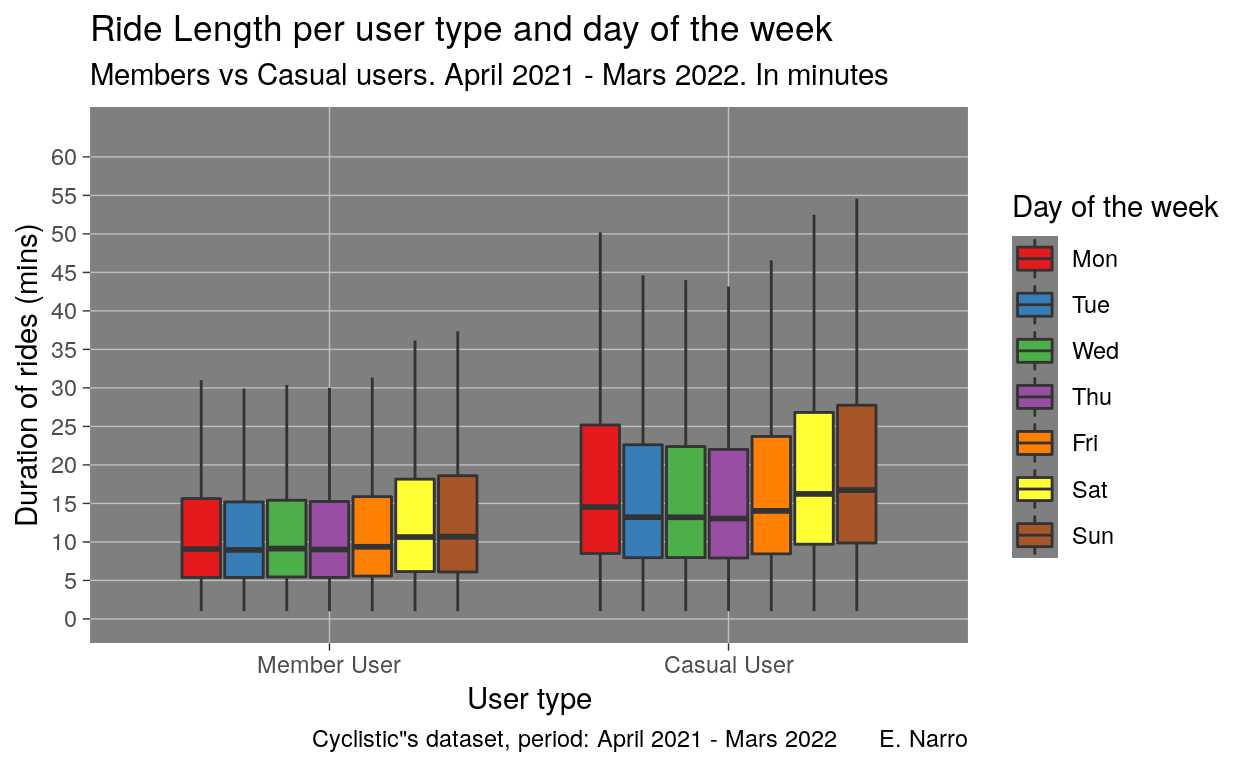 Ride Length per user type and day of the week
Members vs Casual users. April 2021 - Mars 2022. In minutes
Duration of rides (mins)
60
55
50
45
40
35
30
25
20
15
10
5
0
Member User
Casual User
User type
Day of the week
Mon
Tue
Wed
Thu
Fri
Sat
Sun
Cyclistic"s dataset, period: April 2021 - Mars 2022 E. Narro